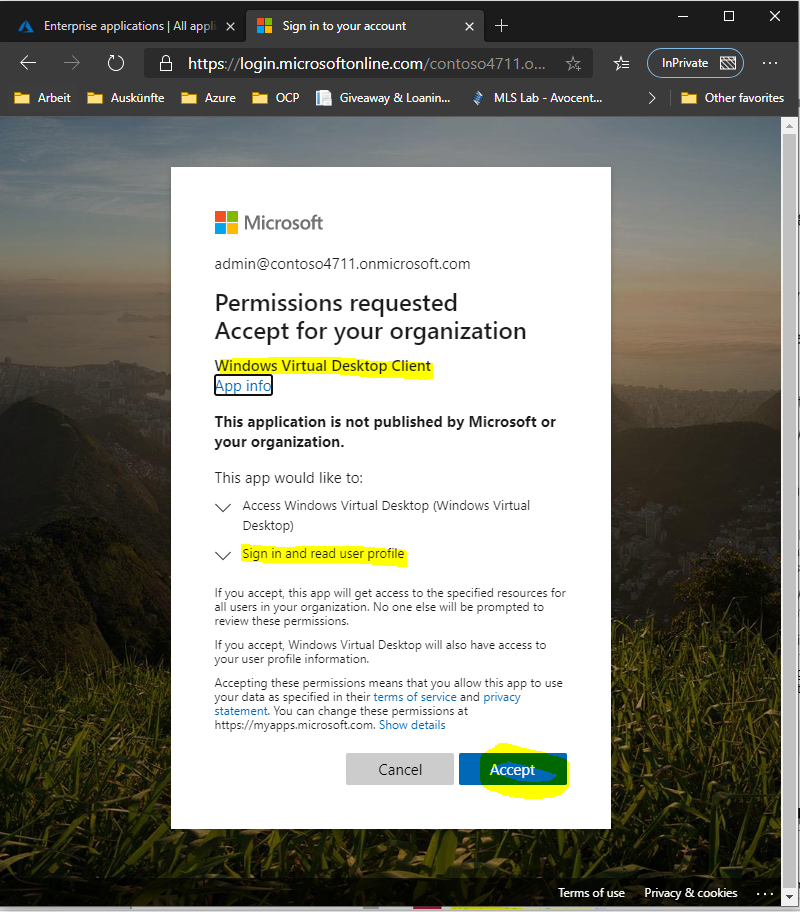 Enterprise applications | All appli
Sign in to your account
https://login.microsoftonline.com/contoso4711.o...
InPrivate
Arbeit
Auskünfte
Azure
OCP
Giveaway & Loanin...
MLS Lab - Avocent...
Other favorites
Microsoft
admin@contoso4711.onmicrosoft.com
Permissions requested
Accept for your organization
Windows Virtual Desktop Client
App info
This application is not published by Microsoft or
your organization.
This app would like to:
Access Windows Virtual Desktop (Windows Virtual
Desktop)
Sign in and read user profile
If you accept, this app will get access to the specified resources for
all users in your organization. No one else will be prompted to
review these permissions.
If you accept, Windows Virtual Desktop will also have access to
your user profile information.
Accepting these permissions means that you allow this app to use
your data as specified in their terms of service and privacy
statement. You can change these permissions at
https://myapps.microsoft.com. Show details
Cancel
Accept
Terms of use
Privacy & cookies
...